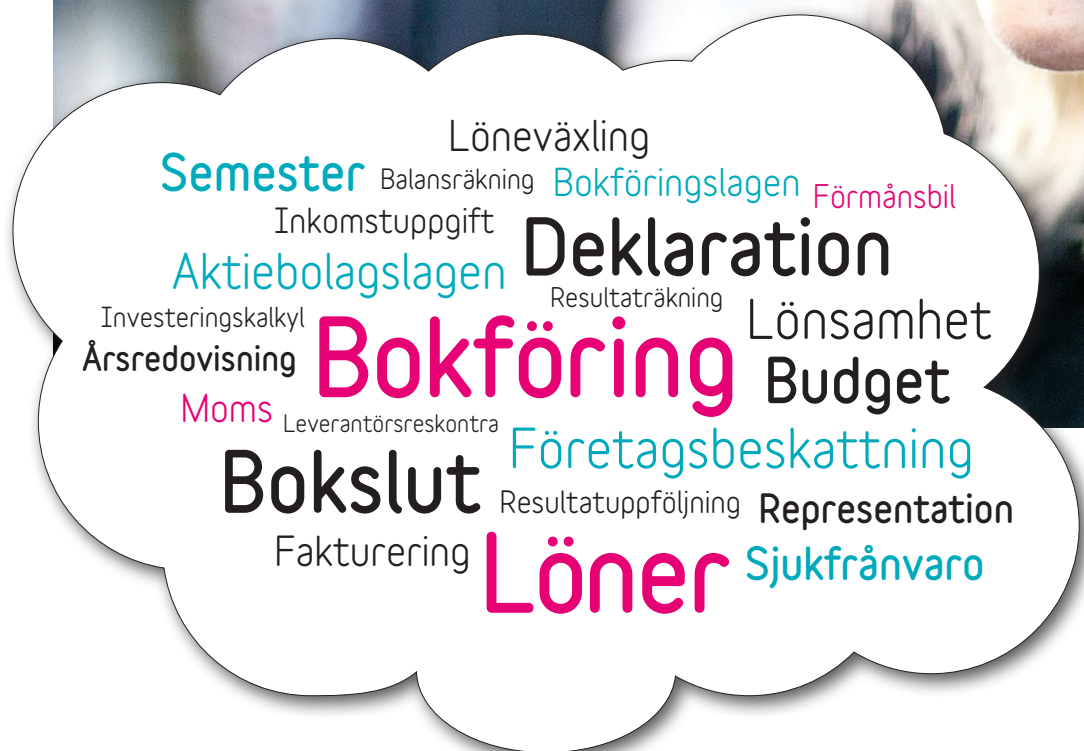 Löneväxling
Semester Balansräkning Bokföringslagen Förmånsbil
Inkomstuppgift Deklaration
Aktiebolagslagen
Resultaträkning
Investeringskalkyl Bokföring Lönsamhet
Årsredovisning Budget
Moms Leverantörsreskontra
Företagsbeskattning
Bokslut Resultatuppföljning Representation
Fakturering Löner Sjukfrånvaro